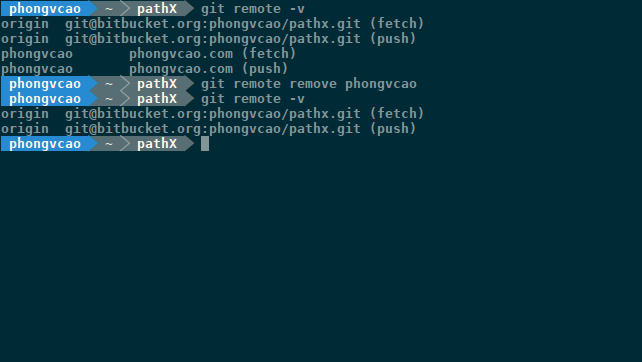 phongvcao ~ pathX git remote -v
origin  git@bitbucket.org:phongvcao/pathx.git (fetch)
origin  git@bitbucket.org:phongvcao/pathx.git (push)
phongvcao       phongvcao.com (fetch)
phongvcao       phongvcao.com (push)
phongvcao ~ pathX git remote remove phongvcao
phongvcao ~ pathX git remote -v
origin  git@bitbucket.org:phongvcao/pathx.git (fetch)
origin  git@bitbucket.org:phongvcao/pathx.git (push)
phongvcao ~ pathX